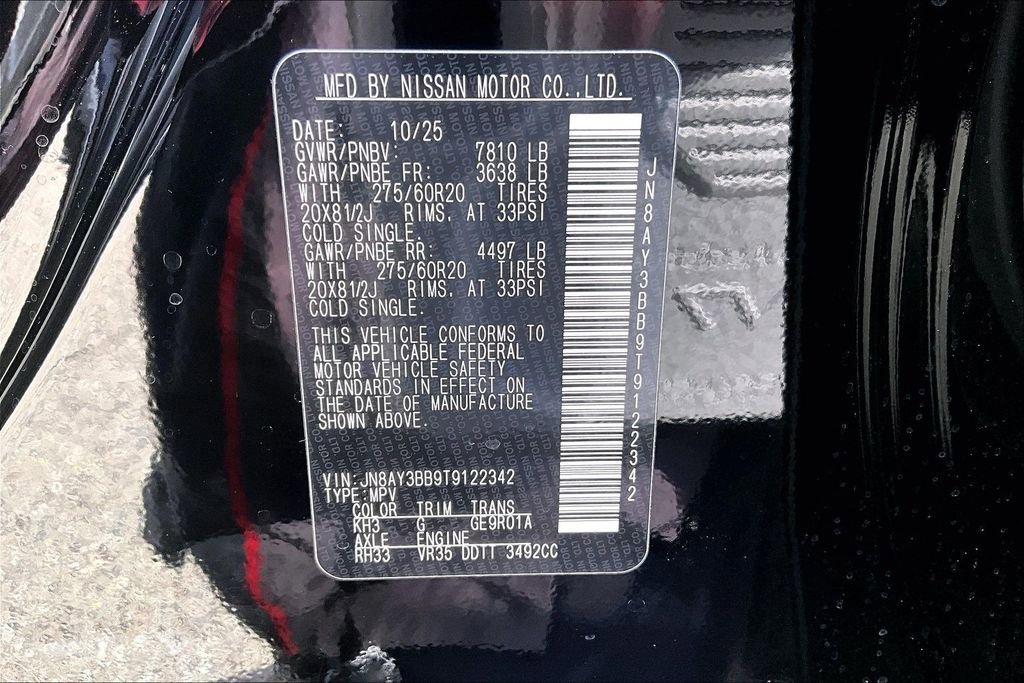 MFD BY NISSAN MOTOR CO.,LTD.
DATE: 10/25
GVWR/PNBV: 7810 LB
GAWR/PNBE FR: 3638 LB
WITH 275/60R20 TIRES
20X81/2J RIMS, AT 33PSI
COLD SINGLE.
GAWR/PNBE RR: 4497 LB
WITH 275/60R20 TIRES
20X81/2J RIMS, AT 33PSI
COLD SINGLE.
THIS VEHICLE CONFORMS TO
ALL APPLICABLE FEDERAL
MOTOR VEHICLE SAFETY
STANDARDS IN EFFECT ON
THE DATE OF MANUFACTURE
SHOWN ABOVE.
VIN:JN8AY3BB9T9122342
TYPE:MPV
COLOR TRIM TRANS
KH3 G GE9R01A
AXLE ENGINE
RH33 VR35 DDTT 3492CC
JN8AY3BB9T9122342